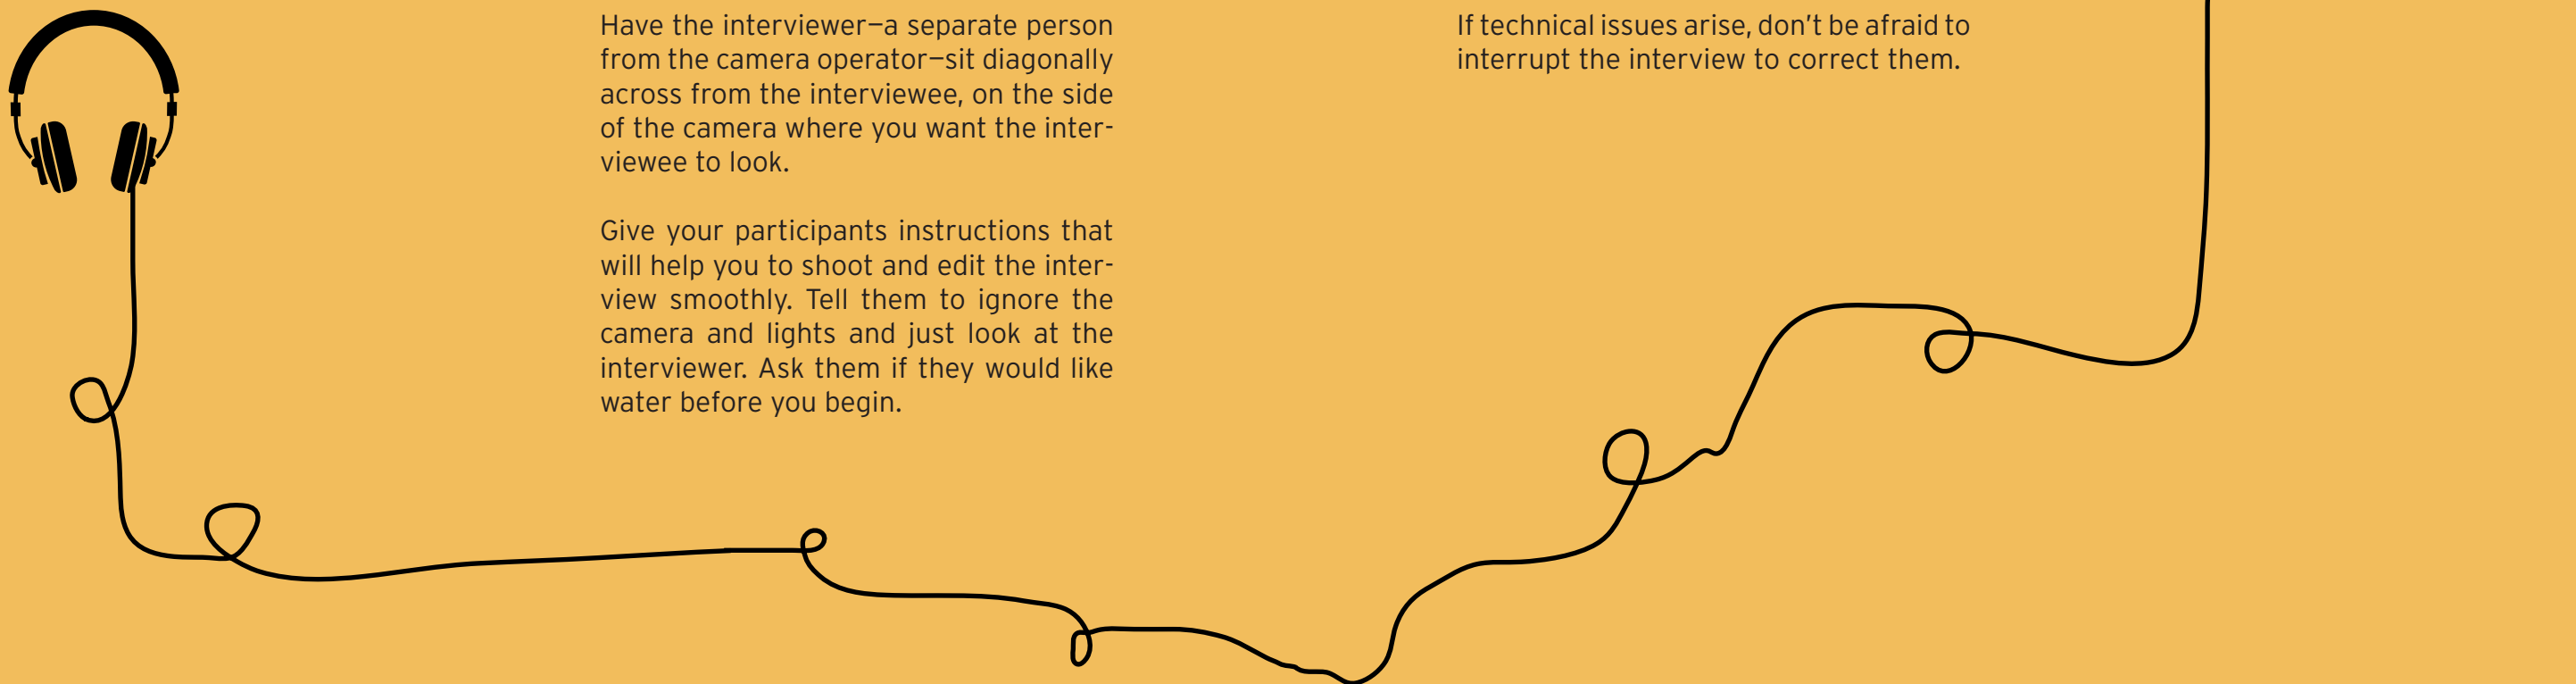 Have the interviewer—a separate person
from the camera operator—sit diagonally
across from the interviewee, on the side
of the camera where you want the inter-
viewee to look.
Give your participants instructions that
will help you to shoot and edit the inter-
view smoothly. Tell them to ignore the
camera and lights and just look at the
interviewer. Ask them if they would like
water before you begin.
If technical issues arise, don’t be afraid to
interrupt the interview to correct them.